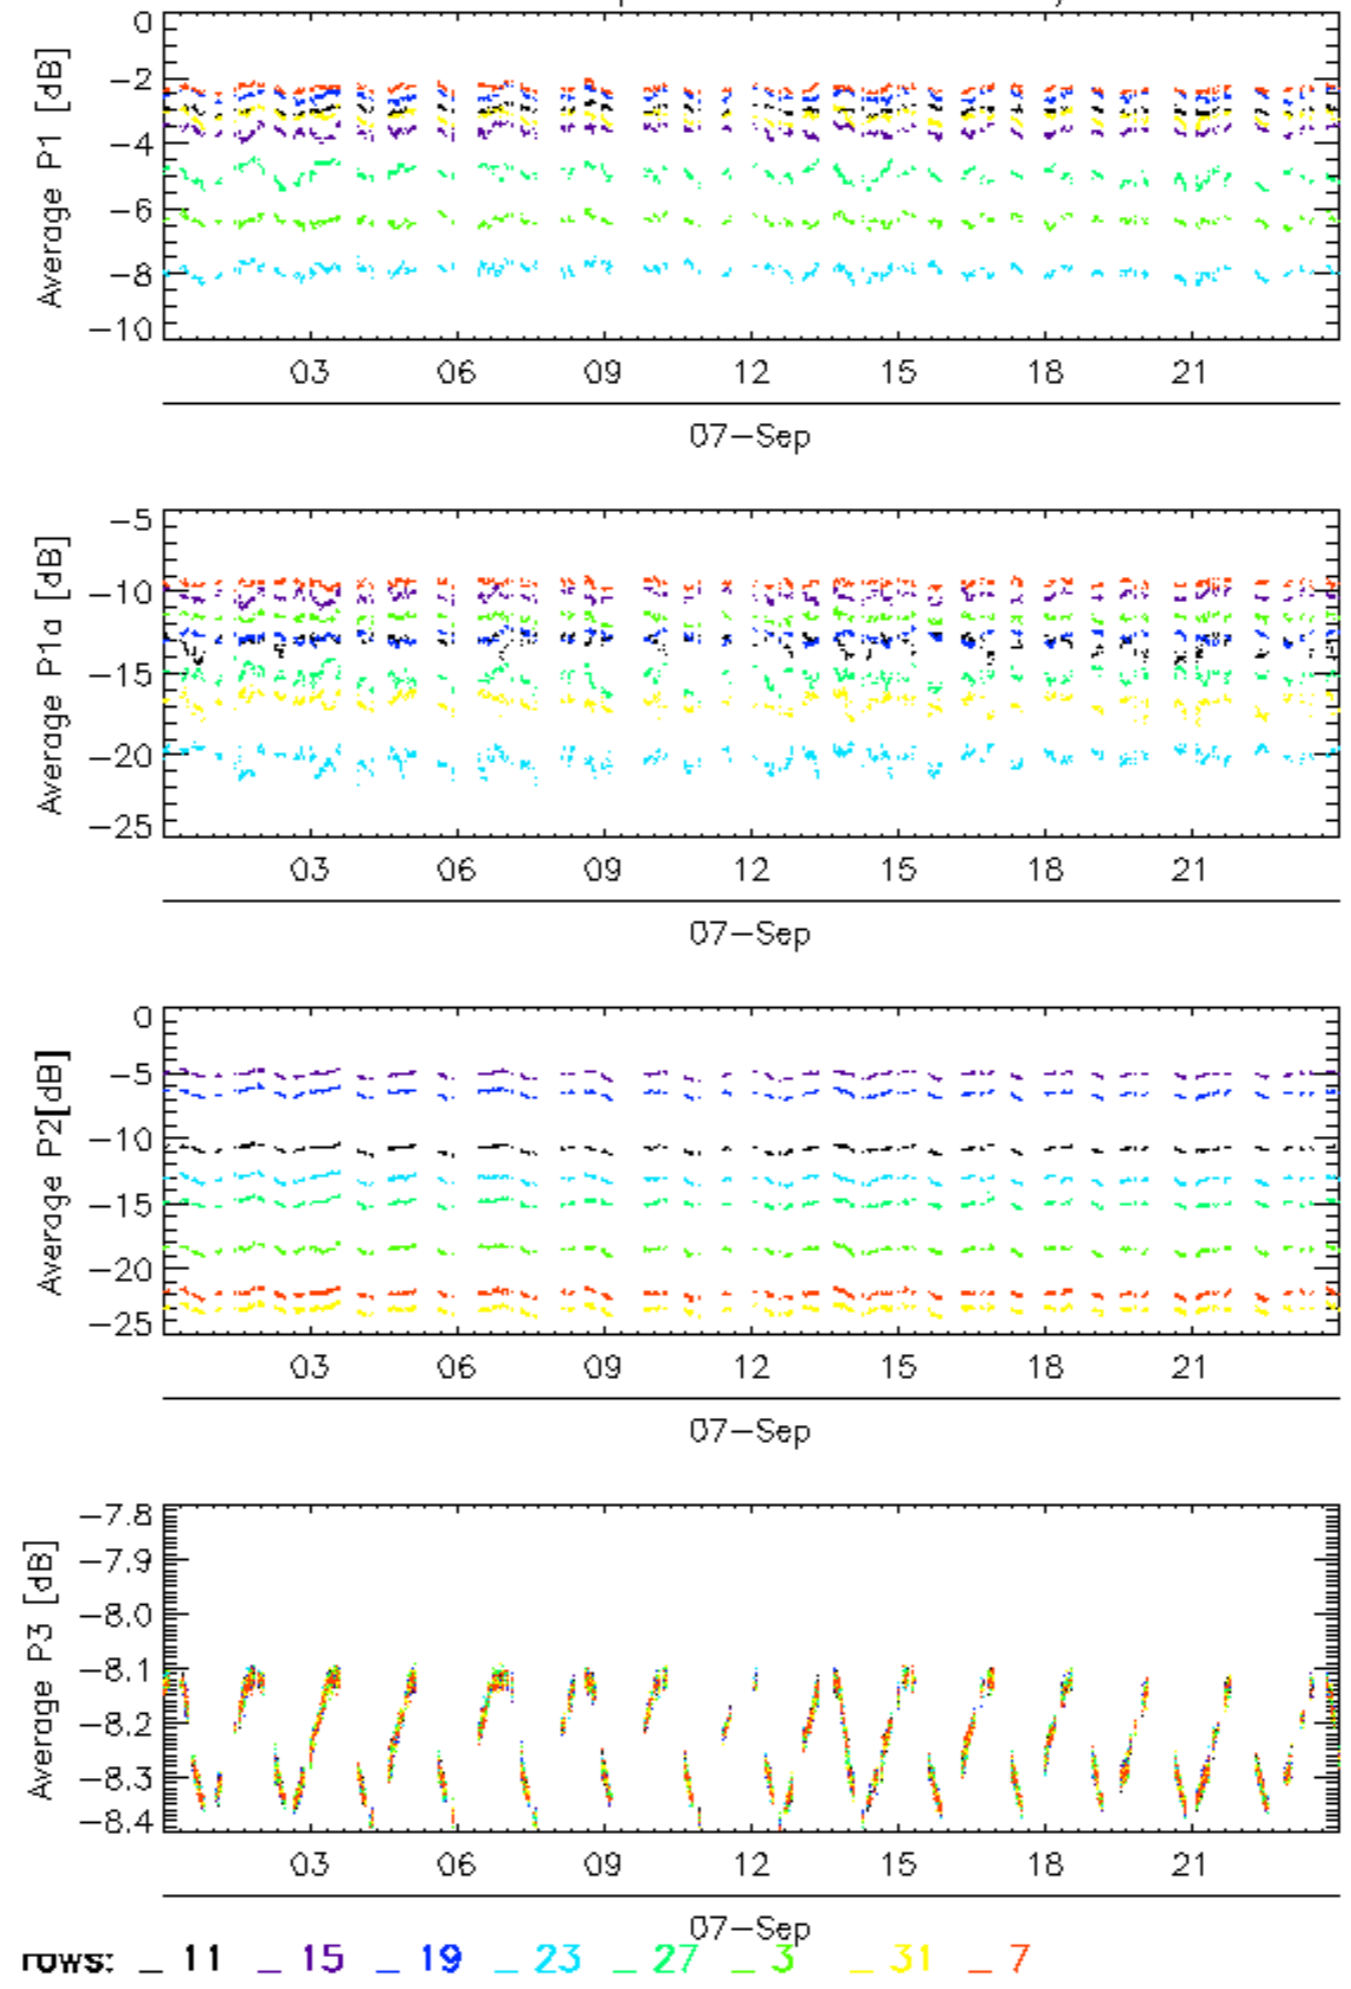 0
−2
−4
−6
−8
−10
Average P1 [dB]
03 06 09 12 15 18 21
07−Sep
−5
−10
−15
−20
−25
Average P1a [dB]
03 06 09 12 15 18 21
07−Sep
0
−5
−10
−15
−20
−25
Average P2[dB]
03 06 09 12 15 18 21
07−Sep
−7.8
−7.9
−8.0
−8.1
−8.2
−8.3
−8.4
Average P3 [dB]
03 06 09 12 15 18 21
07−Sep
rows: _ 11 _ 15 _ 19 _ 23 _ 27 _ 3 _ 31 _ 7